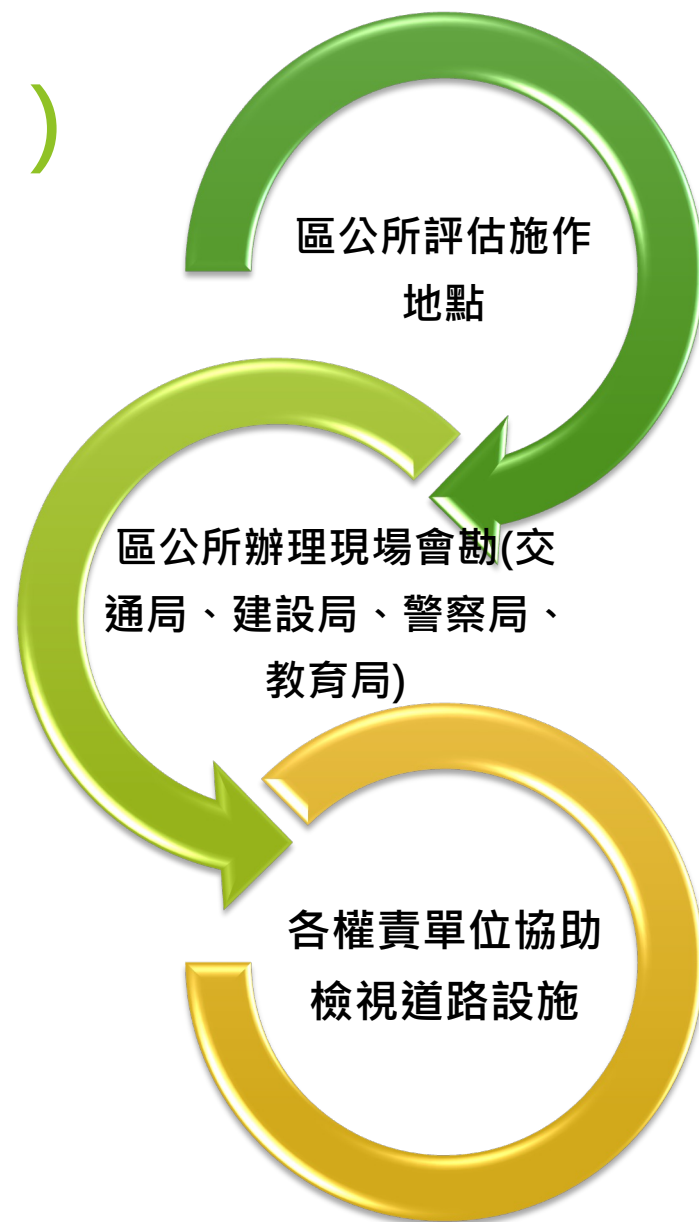 )
區公所評估施作
地點
區公所辦理現場會勘(交
通局、建設局、警察局、
教育局)
各權責單位協助
檢視道路設施